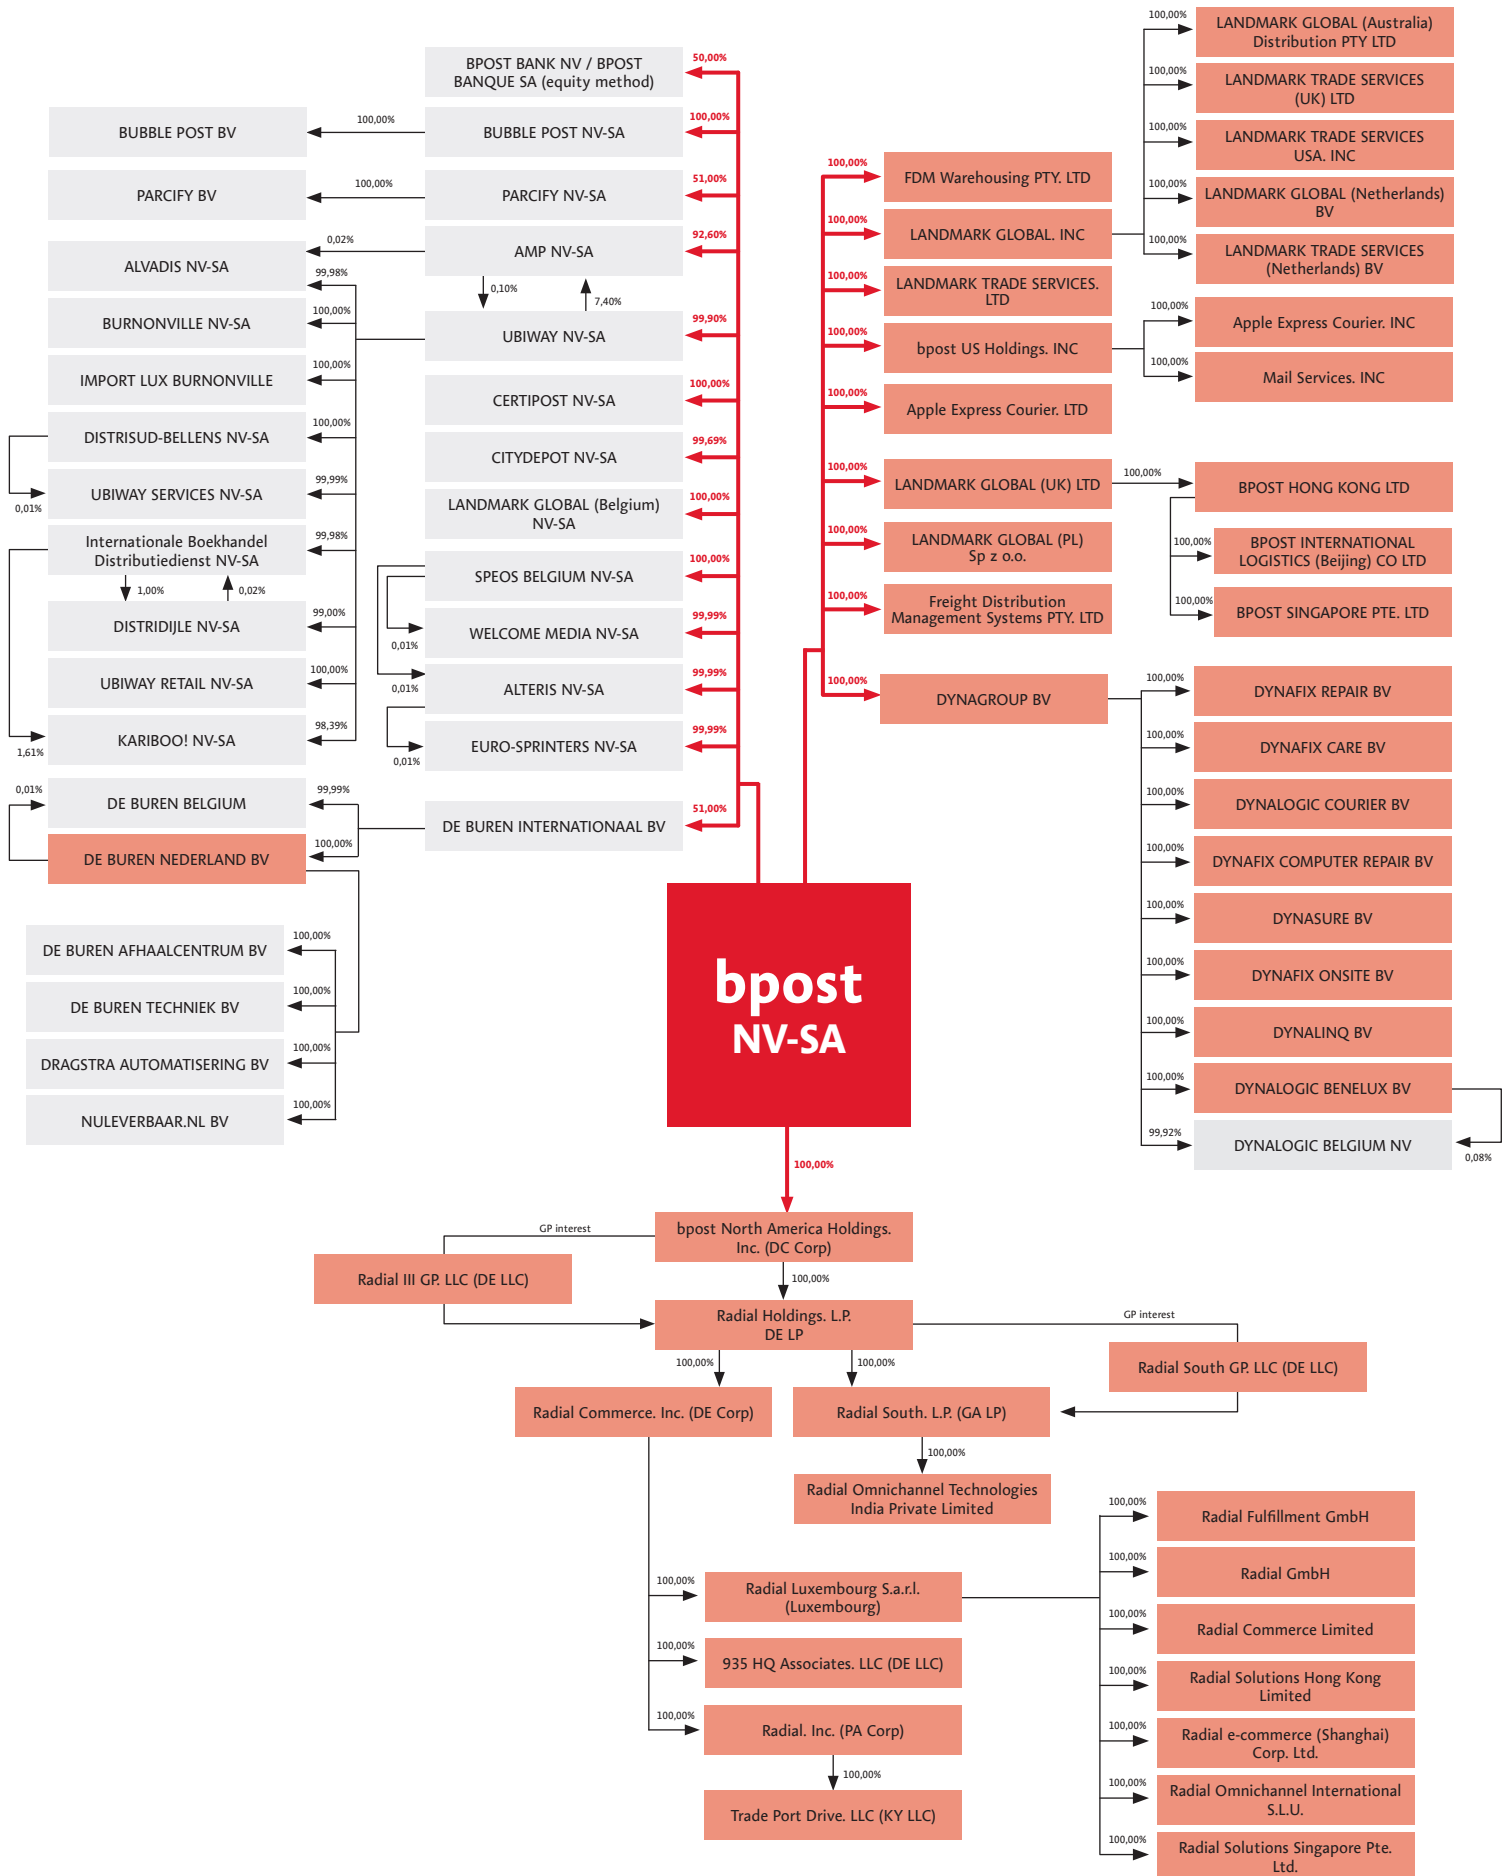 50,00%
BPOST BANK NV / BPOST
BANQUE SA (equity method)
100,00%
BUBBLE POST BV
100,00%
BUBBLE POST NV-SA
51,00%
PARCIFY BV
100,00%
PARCIFY NV-SA
92,60%
ALVADIS NV-SA
0,02%
AMP NV-SA
99,98%
0,10%
7,40%
BURNONVILLE NV-SA
100,00%
UBIWAY NV-SA
99,90%
IMPORT LUX BURNONVILLE
100,00%
CERTIPOST NV-SA
100,00%
DISTRISUD-BELLENS NV-SA
100,00%
CITYDEPOT NV-SA
99,69%
UBIWAY SERVICES NV-SA
99,99%
0,01%
LANDMARK GLOBAL (Belgium)
NV-SA
100,00%
Internationale Boekhandel
Distributiedienst NV-SA
99,98%
1,00%
0,02%
SPEOS BELGIUM NV-SA
100,00%
DISTRIDIJLE NV-SA
99,00%
WELCOME MEDIA NV-SA
99,99%
0,01%
UBIWAY RETAIL NV-SA
100,00%
ALTERIS NV-SA
99,99%
0,01%
KARIBOO! NV-SA
98,39%
1,61%
EURO-SPRINTERS NV-SA
99,99%
0,01%
0,01%
DE BUREN BELGIUM
99,99%
DE BUREN INTERNATIONAAL BV
51,00%
DE BUREN NEDERLAND BV
100,00%
DE BUREN AFHAALCENTRUM BV
100,00%
DE BUREN TECHNIEK BV
100,00%
DRAGSTRA AUTOMATISERING BV
100,00%
NULEVERBAAR.NL BV
100,00%
100,00%
FDM Warehousing PTY. LTD
100,00%
LANDMARK GLOBAL. INC
100,00%
LANDMARK TRADE SERVICES.
LTD
100,00%
bpost US Holdings. INC
100,00%
Apple Express Courier. LTD
100,00%
LANDMARK GLOBAL (UK) LTD
100,00%
LANDMARK GLOBAL (PL)
Sp z o.o.
100,00%
Freight Distribution
Management Systems PTY. LTD
100,00%
DYNAGROUP BV
100,00%
LANDMARK GLOBAL (Australia)
Distribution PTY LTD
100,00%
LANDMARK TRADE SERVICES
(UK) LTD
100,00%
LANDMARK TRADE SERVICES
USA. INC
100,00%
LANDMARK GLOBAL (Netherlands)
BV
100,00%
LANDMARK TRADE SERVICES
(Netherlands) BV
100,00%
Apple Express Courier. INC
100,00%
Mail Services. INC
100,00%
BPOST HONG KONG LTD
100,00%
BPOST INTERNATIONAL
LOGISTICS (Beijing) CO LTD
100,00%
BPOST SINGAPORE PTE. LTD
100,00%
DYNAFIX REPAIR BV
100,00%
DYNAFIX CARE BV
100,00%
DYNALOGIC COURIER BV
100,00%
DYNAFIX COMPUTER REPAIR BV
100,00%
DYNASURE BV
100,00%
DYNAFIX ONSITE BV
100,00%
DYNALINQ BV
100,00%
DYNALOGIC BENELUX BV
99,92%
DYNALOGIC BELGIUM NV
0,08%
bpost
NV-SA
100,00%
GP interest
bpost North America Holdings.
Inc. (DC Corp)
Radial III GP. LLC (DE LLC)
100,00%
Radial Holdings. L.P.
DE LP
GP interest
100,00%
100,00%
Radial South GP. LLC (DE LLC)
Radial Commerce. Inc. (DE Corp)
Radial South. L.P. (GA LP)
100,00%
Radial Omnichannel Technologies
India Private Limited
100,00%
Radial Luxembourg S.a.r.l.
(Luxembourg)
100,00%
935 HQ Associates. LLC (DE LLC)
100,00%
Radial. Inc. (PA Corp)
100,00%
Trade Port Drive. LLC (KY LLC)
100,00%
Radial Fulfillment GmbH
100,00%
Radial GmbH
100,00%
Radial Commerce Limited
100,00%
Radial Solutions Hong Kong
Limited
100,00%
Radial e-commerce (Shanghai)
Corp. Ltd.
100,00%
Radial Omnichannel International
S.L.U.
100,00%
Radial Solutions Singapore Pte.
Ltd.